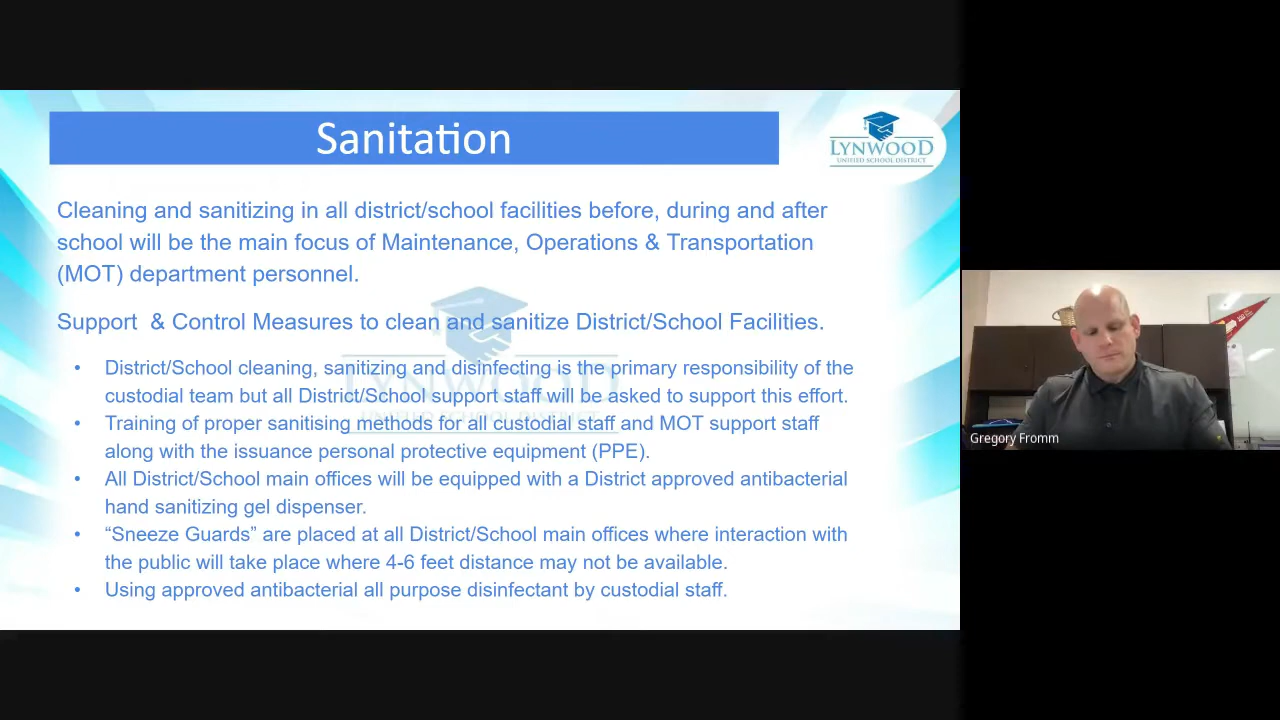 Sanitation
LYNWOOD
UNIFIED SCHOOL DISTRICT
Cleaning and sanitizing in all district/school facilities before, during and after
school will be the main focus of Maintenance, Operations & Transportation
(MOT) department personnel.
Support & Control Measures to clean and sanitize District/School Facilities.
• District/School cleaning, sanitizing and disinfecting is the primary responsibility of the
custodial team but all District/School support staff will be asked to support this effort.
• Training of proper sanitising methods for all custodial staff and MOT support staff
along with the issuance personal protective equipment (PPE).
• All District/School main offices will be equipped with a District approved antibacterial
hand sanitizing gel dispenser.
• “Sneeze Guards” are placed at all District/School main offices where interaction with
the public will take place where 4-6 feet distance may not be available.
• Using approved antibacterial all purpose disinfectant by custodial staff.
LYNWOOD
UNIFIED SCHOOL DISTRICT
Gregory Fromm